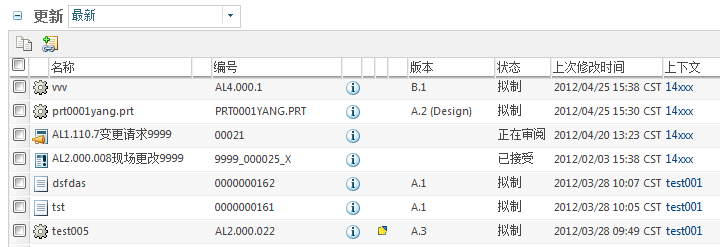 更新 最新
名称 编号 版本 状态 上次修改时间 上下文
vvv AL4.000.1 B.1 拟制 2012/04/25 15:38 CST 14xxx
prt0001yang.prt PRT0001YANG.PRT A.2 (Design) 拟制 2012/04/25 15:30 CST 14xxx
AL1.110.7变更请求9999 00021 正在审阅 2012/04/20 13:23 CST 14xxx
AL2.000.008现场更改9999 9999_000025_X 已接受 2012/02/03 15:38 CST 14xxx
dsfdas 0000000162 A.1 拟制 2012/03/28 10:07 CST test001
tst 0000000161 A.1 拟制 2012/03/28 10:05 CST test001
test005 AL2.000.022 A.3 拟制 2012/03/28 09:49 CST test001